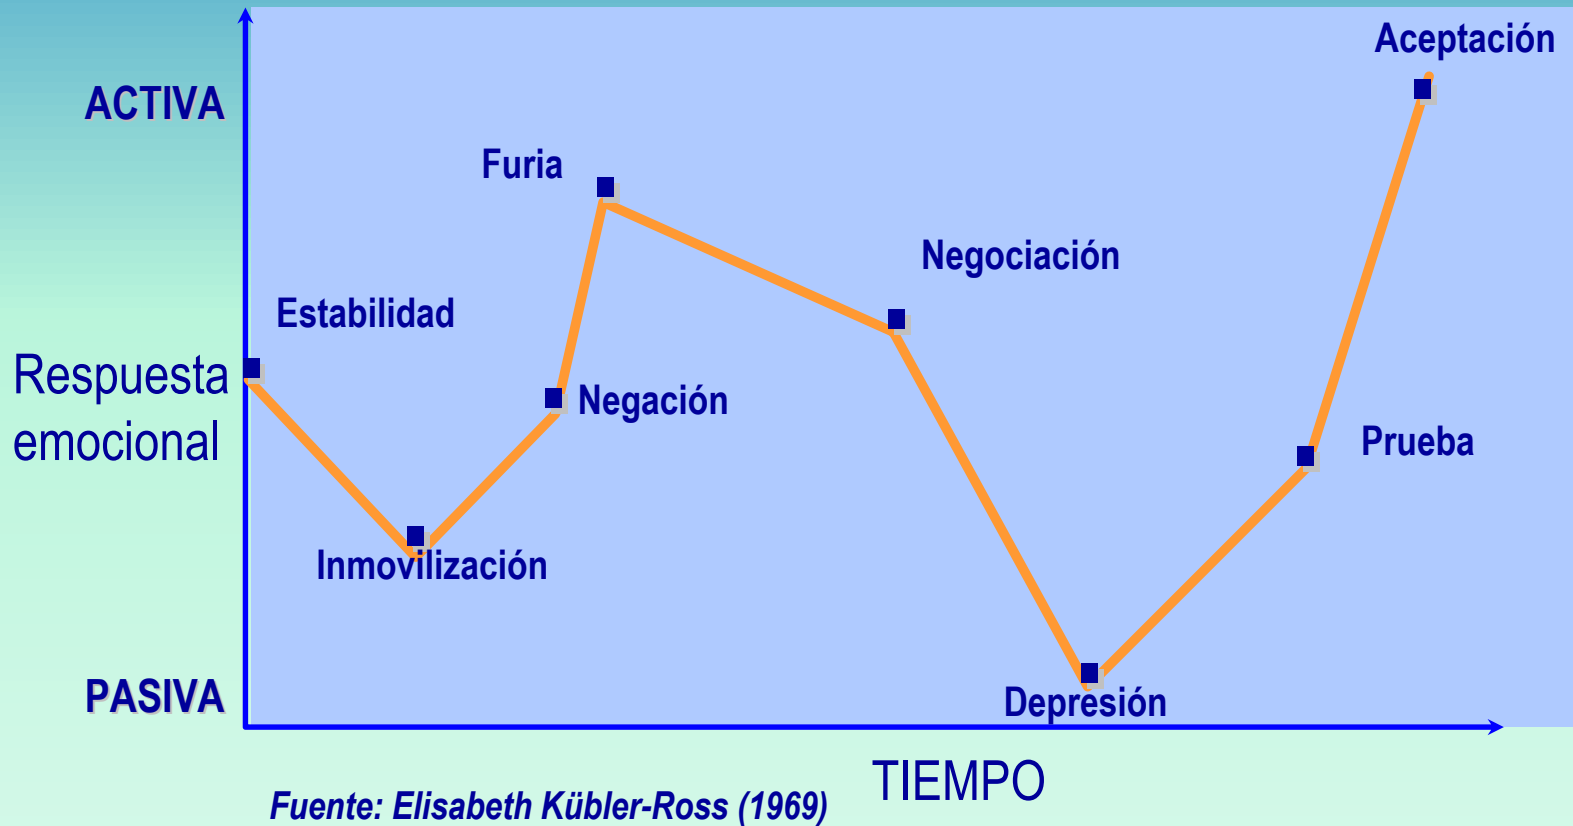 Aceptación
ACTIVA
Furia
Negociación
Estabilidad
Respuesta
emocional
Negación
Prueba
Inmovilización
PASIVA
Depresión
TIEMPO
Fuente: Elisabeth Kübler-Ross (1969)